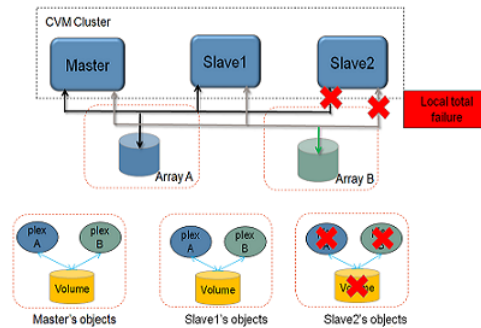 CVM Cluster
Master
Slave1
Slave2
Local total
failure
Array A
Array B
plex
A
plex
B
plex
A
plex
B
A
B
Volume
Volume
Volume
Master's objects
Slave1's objects
Slave2's objects